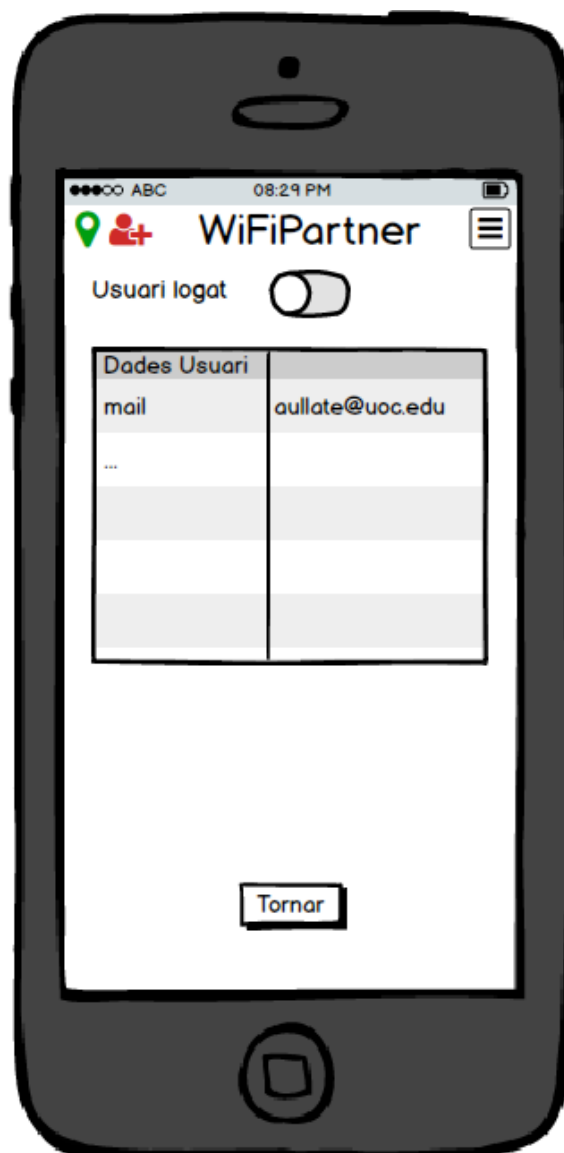 ABC 08:29 PM
WiFiPartner
Usuari logat
Dades Usuari
mail aullate@uoc.edu
...
Tornar